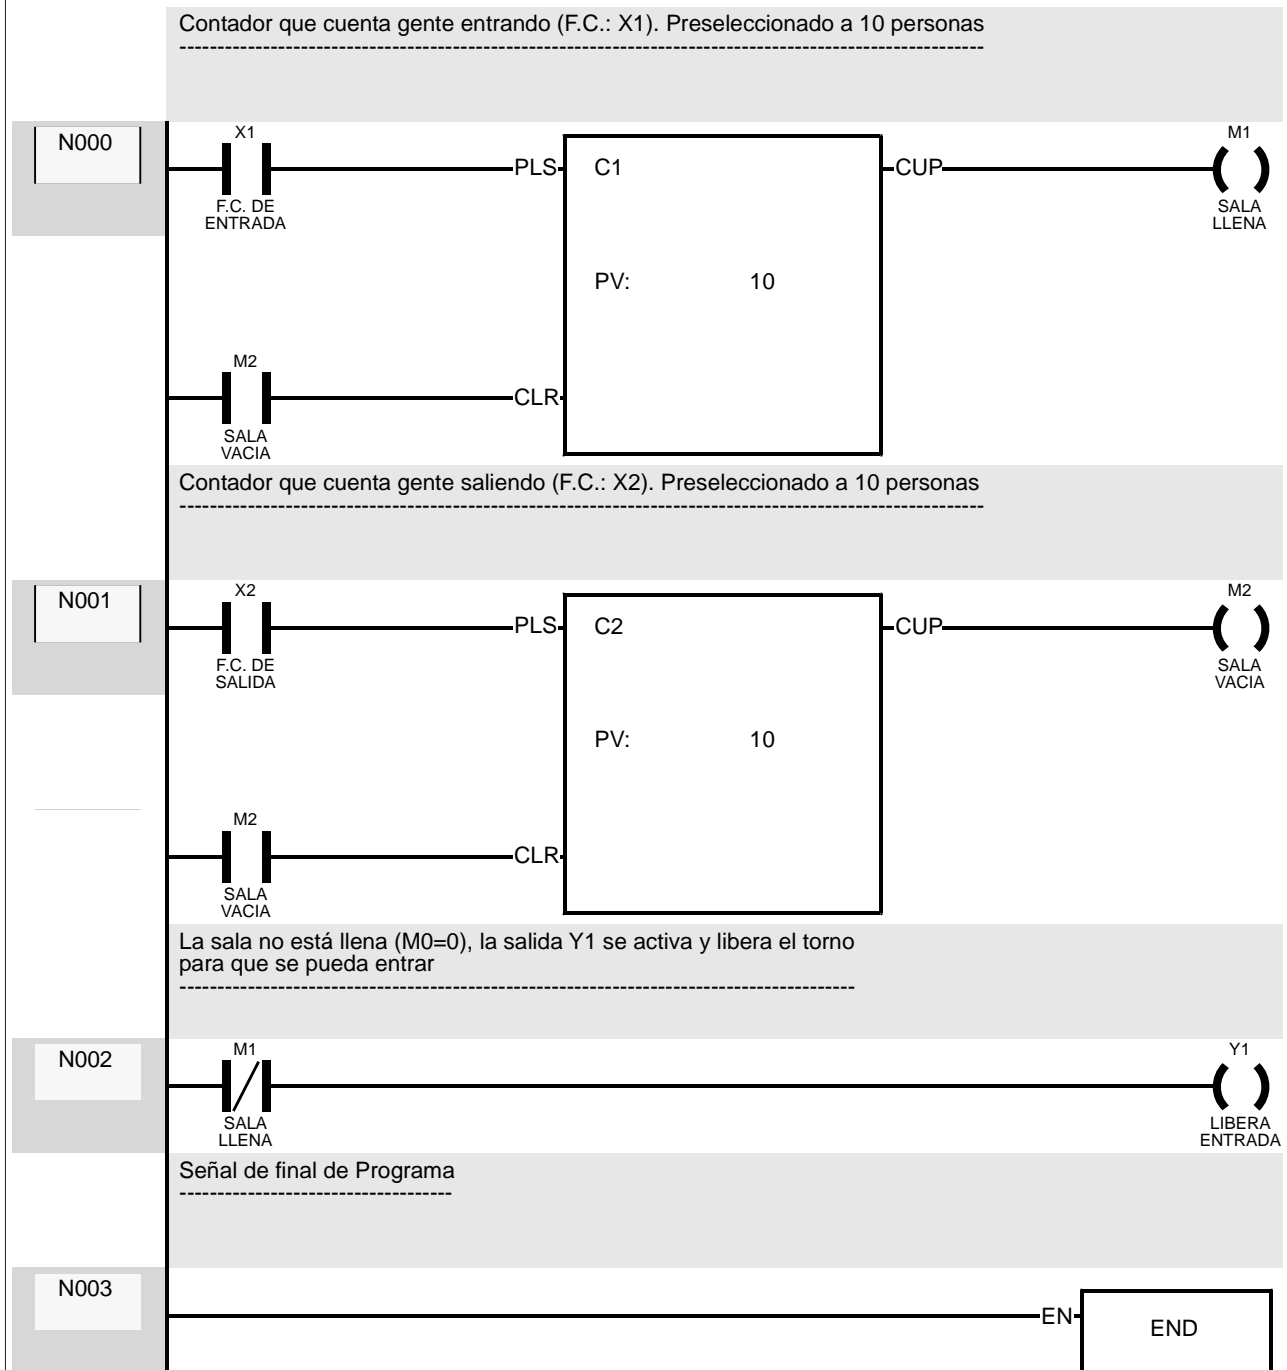 Contador que cuenta gente entrando (F.C.: X1). Preseleccionado a 10 personas
----------------------------------------------------------------------------------------------------------
N000
X1
M1
PLS
C1
CUP
F.C. DE
ENTRADA
SALA
LLENA
PV: 10
M2
CLR
SALA
VACIA
Contador que cuenta gente saliendo (F.C.: X2). Preseleccionado a 10 personas
----------------------------------------------------------------------------------------------------------
N001
X2
M2
PLS
C2
CUP
F.C. DE
SALIDA
SALA
VACIA
PV: 10
M2
CLR
SALA
VACIA
La sala no está llena (M0=0), la salida Y1 se activa y libera el torno
para que se pueda entrar
-----------------------------------------------------------------------------------------
N002
M1
Y1
SALA
LLENA
LIBERA
ENTRADA
Señal de final de Programa
------------------------------------
N003
EN
END